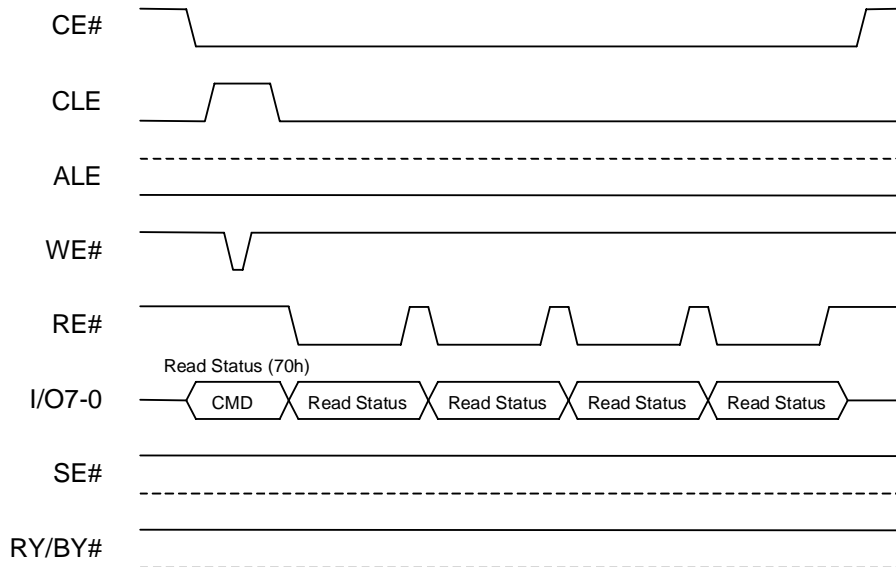 CE#
CLE
ALE
WE#
RE#
Read Status (70h)
I/O7-0 CMD Read Status Read Status Read Status Read Status
SE#
RY/BY#